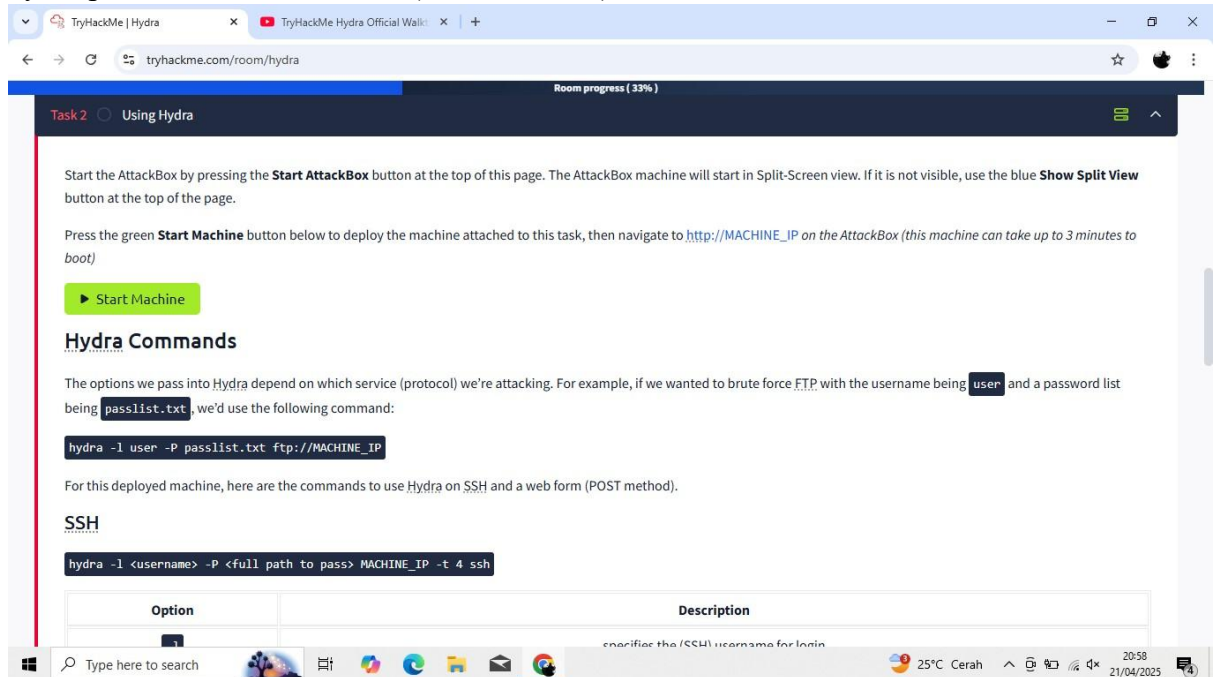 TryHackMe | Hydra
TryHackMe Hydra Official Walkt
tryhackme.com/room/hydra
Room progress ( 33% )
Task 2 Using Hydra
Start the AttackBox by pressing the Start AttackBox button at the top of this page. The AttackBox machine will start in Split-Screen view. If it is not visible, use the blue Show Split View
button at the top of the page.
Press the green Start Machine button below to deploy the machine attached to this task, then navigate to http://MACHINE_IP on the AttackBox (this machine can take up to 3 minutes to
boot)
Start Machine
Hydra Commands
The options we pass into Hydra depend on which service (protocol) we're attacking. For example, if we wanted to brute force FTP with the username being user and a password list
being passlist.txt, we'd use the following command:
hydra -l user -P passlist.txt ftp://MACHINE_IP
For this deployed machine, here are the commands to use Hydra on SSH and a web form (POST method).
SSH
hydra -l <username> -P <full path to pass> MACHINE_IP -t 4 ssh
Option Description
specifies the (SSH) username for login
Type here to search
25°C Cerah
20:58
21/04/2025
4